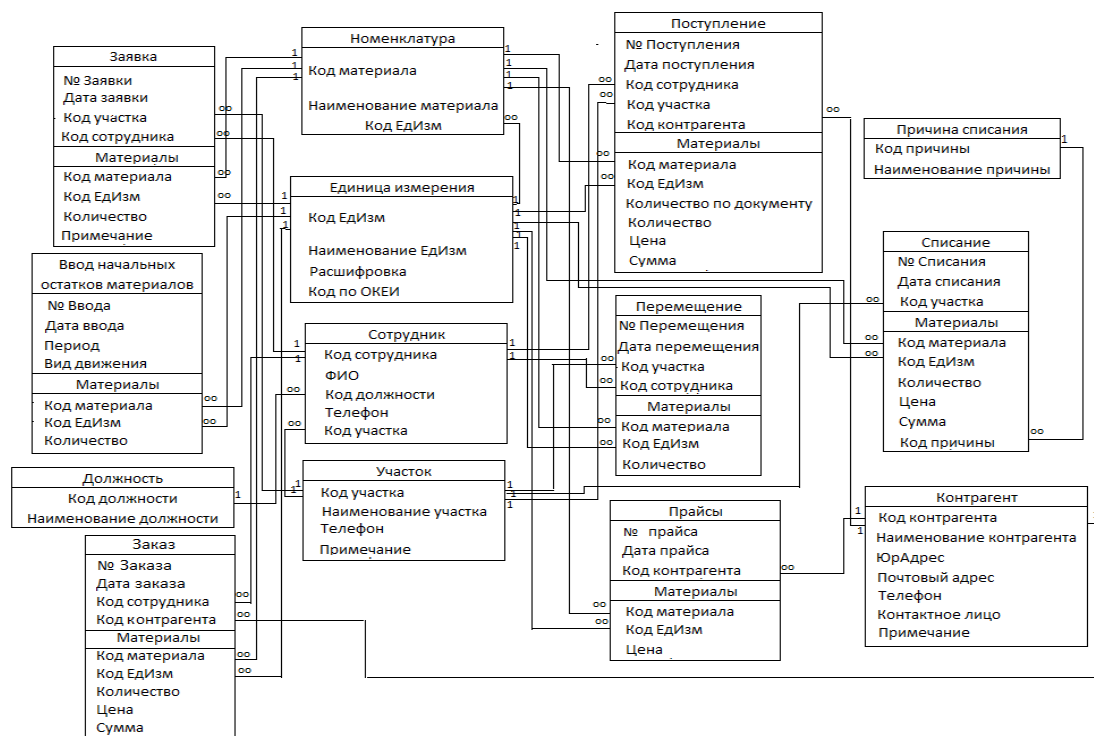 Заявка
№ Заявки
Дата заявки
Код участка
Код сотрудника
Материалы
Код материала
Код ЕдИзм
Количество
Примечание
Ввод начальных
остатков материалов
№ Ввода
Дата ввода
Период
Вид движения
Материалы
Код материала
Код ЕдИзм
Количество
Должность
Код должности
Наименование должности
Заказ
№ Заказа
Дата заказа
Код сотрудника
Код контрагента
Материалы
Код материала
Код ЕдИзм
Количество
Цена
Сумма
Номенклатура
Код материала
Наименование материала
Код ЕдИзм
Единица измерения
Код ЕдИзм
Наименование ЕдИзм
Расшифровка
Код по ОКЕИ
Сотрудник
Код сотрудника
ФИО
Код должности
Телефон
Код участка
Участок
Код участка
Наименование участка
Телефон
Примечание
Поступление
№ Поступления
Дата поступления
Код сотрудника
Код участка
Код контрагента
Материалы
Код материала
Код ЕдИзм
Количество по документу
Количество
Цена
Сумма
Перемещение
№ Перемещения
Дата перемещения
Код участка
Код сотрудника
Материалы
Код материала
Код ЕдИзм
Количество
Прайсы
№ прайса
Дата прайса
Код контрагента
Материалы
Код материала
Код ЕдИзм
Цена
Причина списания
Код причины
Наименование причины
Списание
№ Списания
Дата списания
Код участка
Материалы
Код материала
Код ЕдИзм
Количество
Цена
Сумма
Код причины
Контрагент
Код контрагента
Наименование контрагента
ЮрАдрес
Почтовый адрес
Телефон
Контактное лицо
Примечание